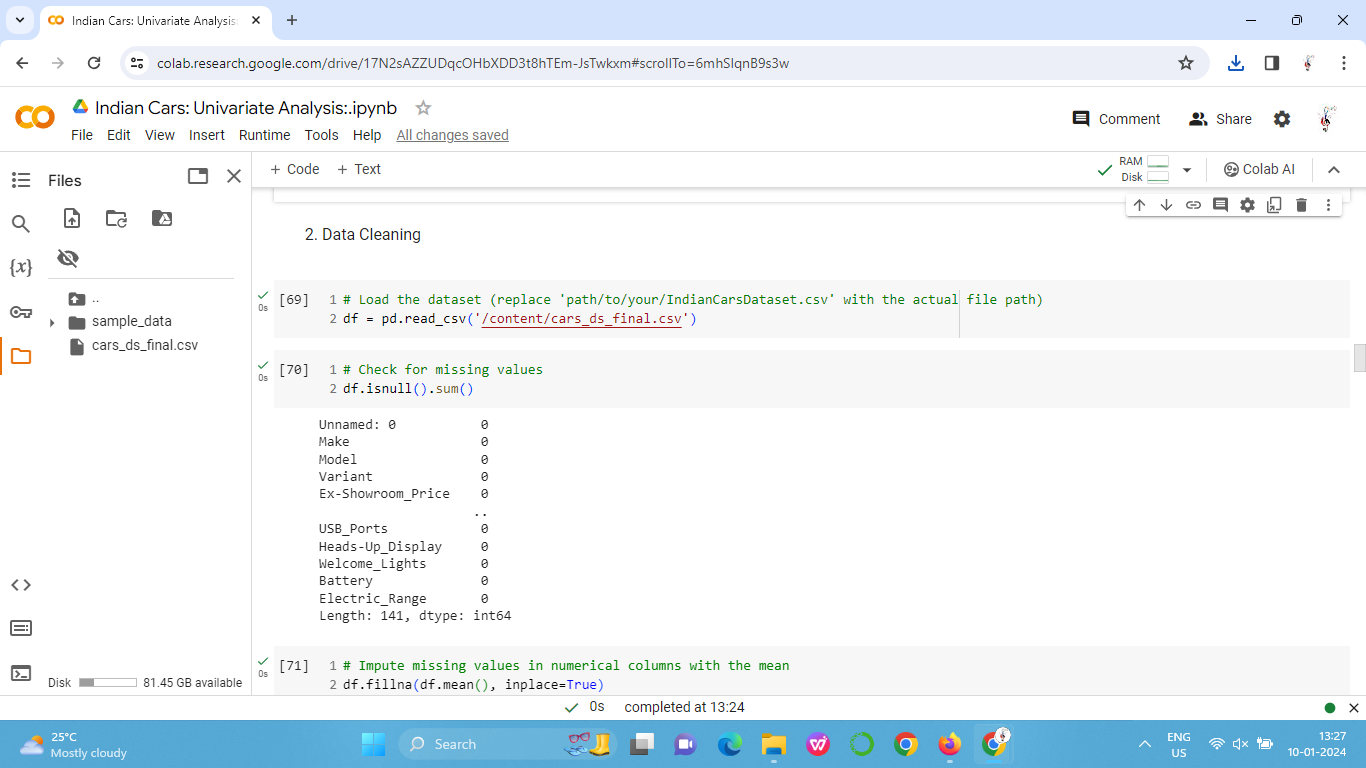 Indian Cars: Univariate Analysis:
colab.research.google.com/drive/17N2sAZZUDqcOHbXDD3t8hTEm-JsTwkxm#scrollTo=6mhSIqnB9s3w
Indian Cars: Univariate Analysis:.ipynb
File Edit View Insert Runtime Tools Help All changes saved
Comment Share
Files
+ Code + Text
RAM
Disk
Colab AI
{x}
..
sample_data
cars_ds_final.csv
Disk 81.45 GB available
2. Data Cleaning
[69] 1 # Load the dataset (replace 'path/to/your/IndianCarsDataset.csv' with the actual file path)
0s
2 df = pd.read_csv('/content/cars_ds_final.csv')
[70] 1 # Check for missing values
0s
2 df.isnull().sum()
Unnamed: 0 0
Make 0
Model 0
Variant 0
Ex-Showroom_Price 0
..
USB_Ports 0
Heads-Up_Display 0
Welcome_Lights 0
Battery 0
Electric_Range 0
Length: 141, dtype: int64
[71] 1 # Impute missing values in numerical columns with the mean
0s
2 df.fillna(df.mean(), inplace=True)
0s completed at 13:24
25°C
Mostly cloudy
Search
ENG
US
13:27
10-01-2024